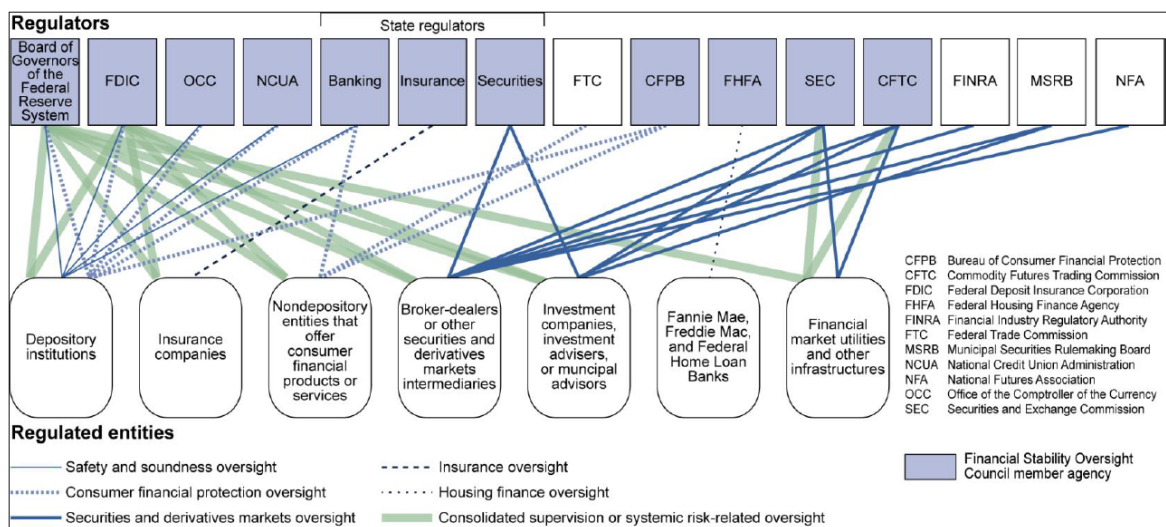 Regulators
State regulators
Board of
Governors
of the
Federal
Reserve
System
FDIC
OCC
NCUA
Banking
Insurance
Securities
FTC
CFPB
FHFA
SEC
CFTC
FINRA
MSRB
NFA
Depository
institutions
Insurance
companies
Nondepository
entities that
offer
consumer
financial
products or
services
Broker-dealers
or other
securities and
derivatives
markets
intermediaries
Investment
companies,
investment
advisers,
or muncipal
advisors
Fannie Mae,
Freddie Mac,
and Federal
Home Loan
Banks
Financial
market utilities
and other
infrastructures
CFPB Bureau of Consumer Financial Protection
CFTC Commodity Futures Trading Commission
FDIC Federal Deposit Insurance Corporation
FHFA Federal Housing Finance Agency
FINRA Financial Industry Regulatory Authority
FTC Federal Trade Commission
MSRB Municipal Securities Rulemaking Board
NCUA National Credit Union Administration
NFA National Futures Association
OCC Office of the Comptroller of the Currency
SEC Securities and Exchange Commission
Regulated entities
Safety and soundness oversight
Consumer financial protection oversight
Securities and derivatives markets oversight
Insurance oversight
Housing finance oversight
Consolidated supervision or systemic risk-related oversight
Financial Stability Oversight
Council member agency